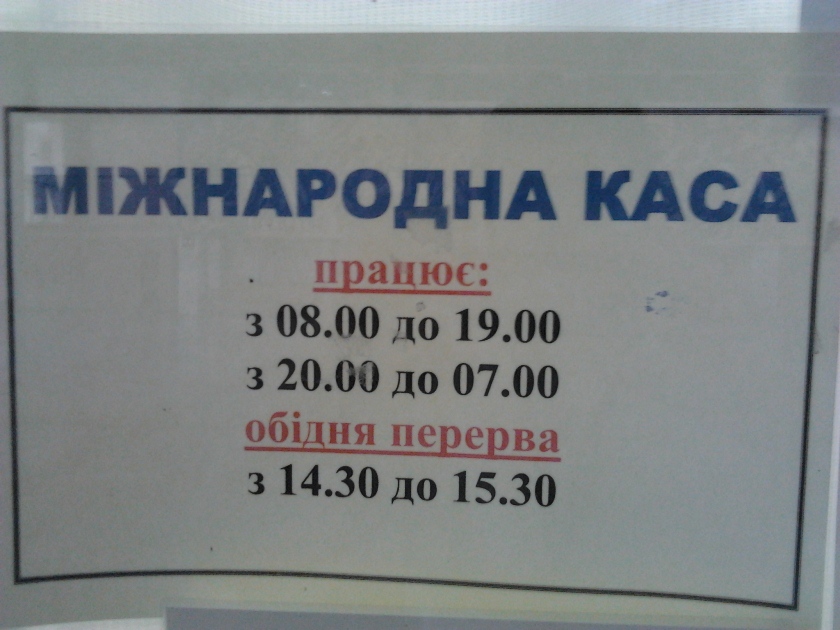 МІЖНАРОДНА КАСА
працює:
з 08.00 до 19.00
з 20.00 до 07.00
обідня перерва
з 14.30 до 15.30